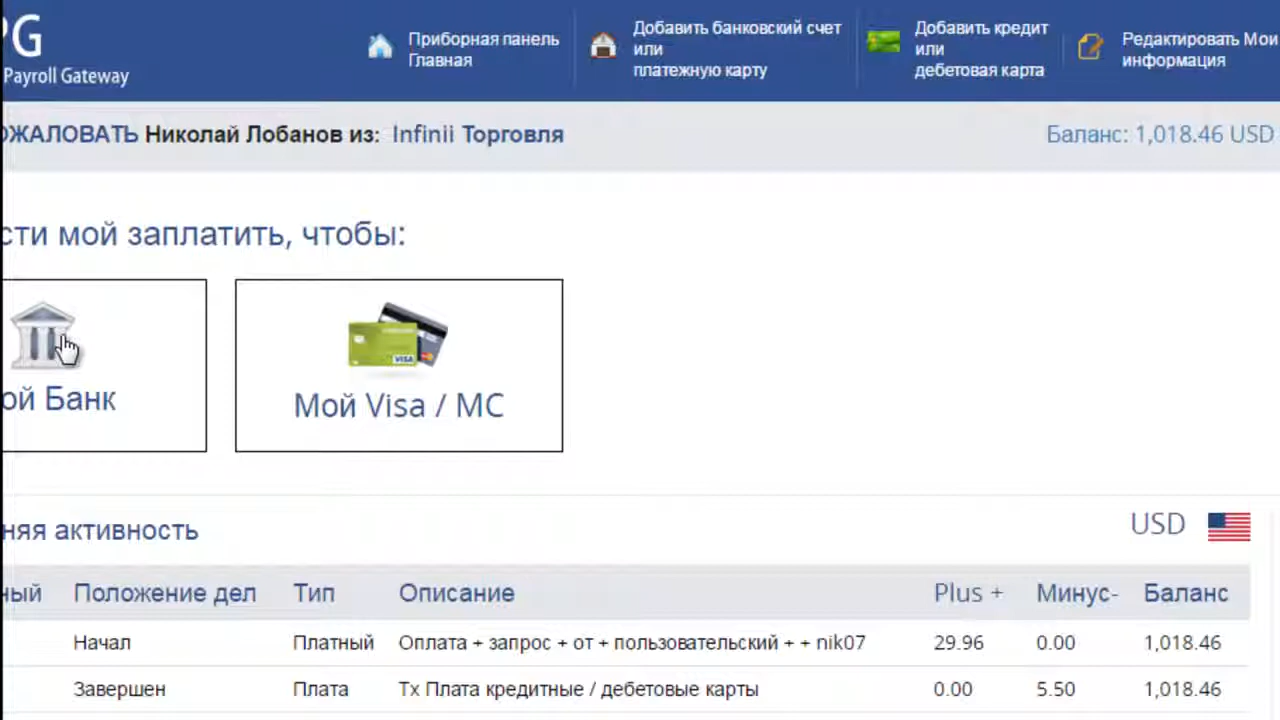 PG
Payroll Gateway
Приборная панель
Главная
Добавить банковский счет
или
платежную карту
Добавить кредит
или
дебетовая карта
Редактировать Мои
информация
ОЖАЛОВАТЬ Николай Лобанов из: Infinii Торговля
Баланс: 1,018.46 USD
сти мой заплатить, чтобы:
ой Банк
VISA
Мой Visa / MC
няя активность
USD
ный Положение дел Тип Описание Plus + Минус- Баланс
Начал Платный Оплата + запрос + от + пользовательский + + nik07 29.96 0.00 1,018.46
Завершен Плата Tx Плата кредитные / дебетовые карты 0.00 5.50 1,018.46